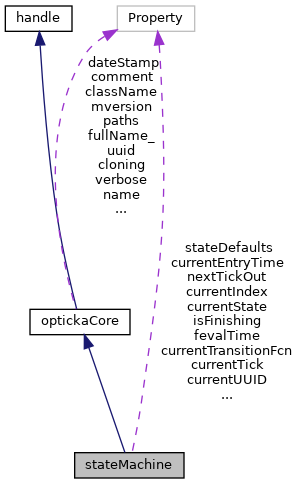 handle
Property
dateStamp
comment
className
mversion
paths
fullName_
uuid
cloning
verbose
name
...
stateDefaults
currentEntryTime
nextTickOut
currentIndex
currentState
isFinishing
fevalTime
currentTransitionFcn
currentTick
currentUUID
...
optickaCore
stateMachine